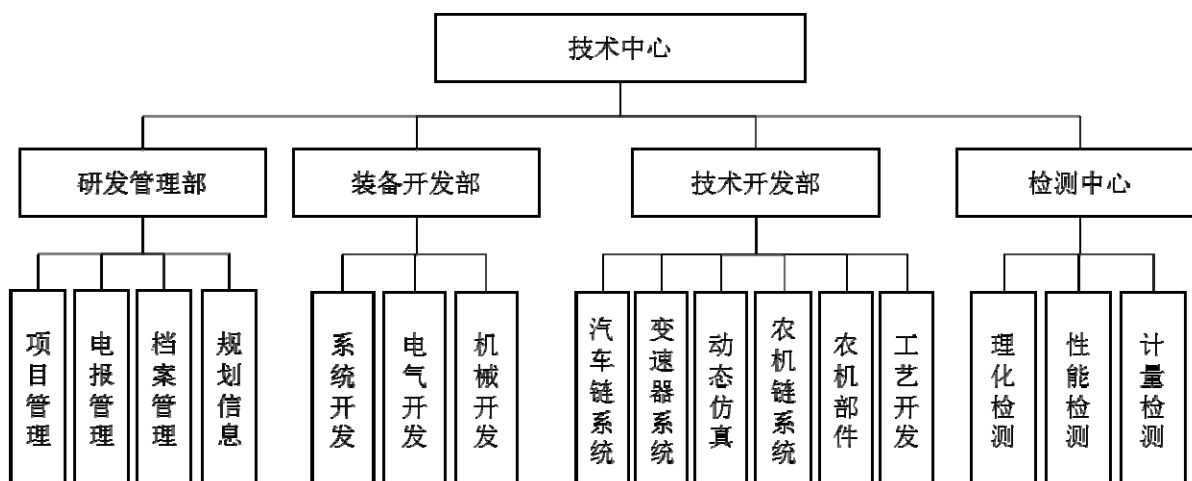 技术中心
研发管理部
装备开发部
技术开发部
检测中心
项目管理
电报管理
档案管理
规划信息
系统开发
电气开发
机械开发
汽车链系统
变速器系统
动态仿真
农机链系统
农机部件
工艺开发
理化检测
性能检测
计量检测